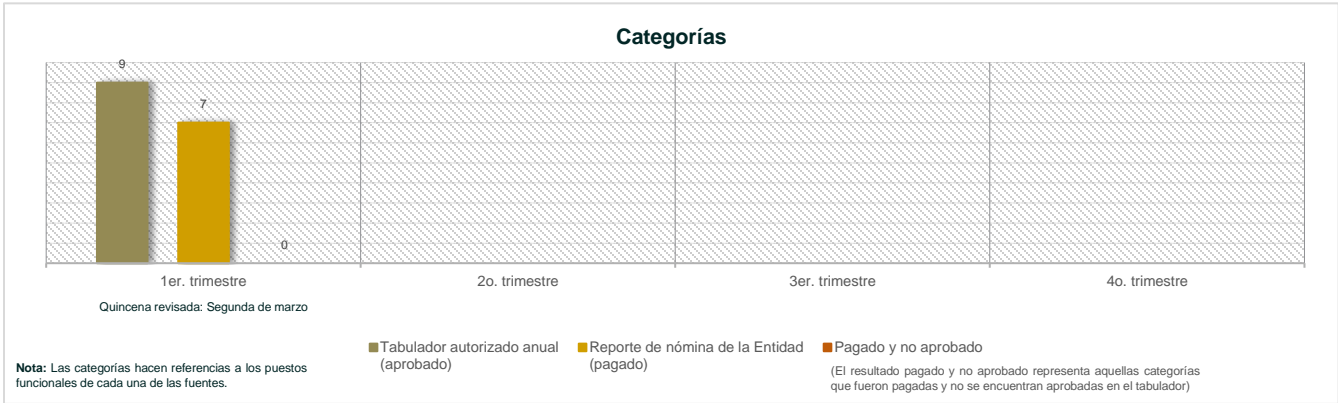 Categorías
9
7
0
1er. trimestre
2o. trimestre
3er. trimestre
4o. trimestre
Quincena revisada: Segunda de marzo
Tabulador autorizado anual
(aprobado)
Reporte de nómina de la Entidad
(pagado)
Pagado y no aprobado
(El resultado pagado y no aprobado representa aquellas categorías
que fueron pagadas y no se encuentran aprobadas en el tabulador)
Nota: Las categorías hacen referencias a los puestos
funcionales de cada una de las fuentes.